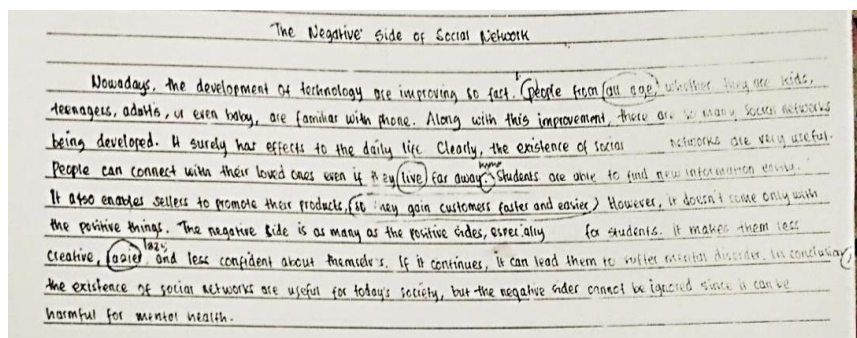 The Negative Side of Social Network
Nowadays, the development of technology are improving so fast. People from all age, whether they are kids,
teenagers, adults, or even baby, are familiar with phone. Along with this improvement, there are so many social networks
being developed. It surely has effects to the daily life. Clearly, the existence of social networks are very useful.
People can connect with their loved ones even if they live far away. Students are able to find new information easily.
It also enables sellers to promote their products, so they gain customers faster and easier. However, it doesn't come only with
the positive things. The negative side is as many as the positive sides, especially for students. it makes them less
lazy
creative, and less confident about themselves. If it continues, it can lead them to suffer mental disorder. In conclusion,
the existence of social networks are useful for today's society, but the negative sides cannot be ignored since it can be
harmful for mental health.